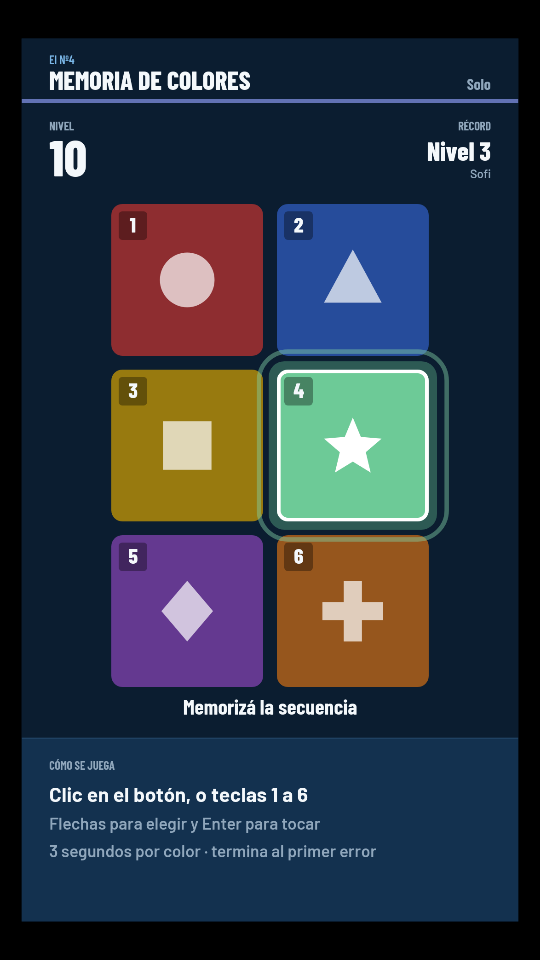 El Nº4
MEMORIA DE COLORES
Solo
NIVEL
RÉCORD
10
Nivel 3
Sofi
1
2
3
4
5
6
Memorizá la secuencia
CÓMO SE JUEGA
Clic en el botón, o teclas 1 a 6
Flechas para elegir y Enter para tocar
3 segundos por color · termina al primer error